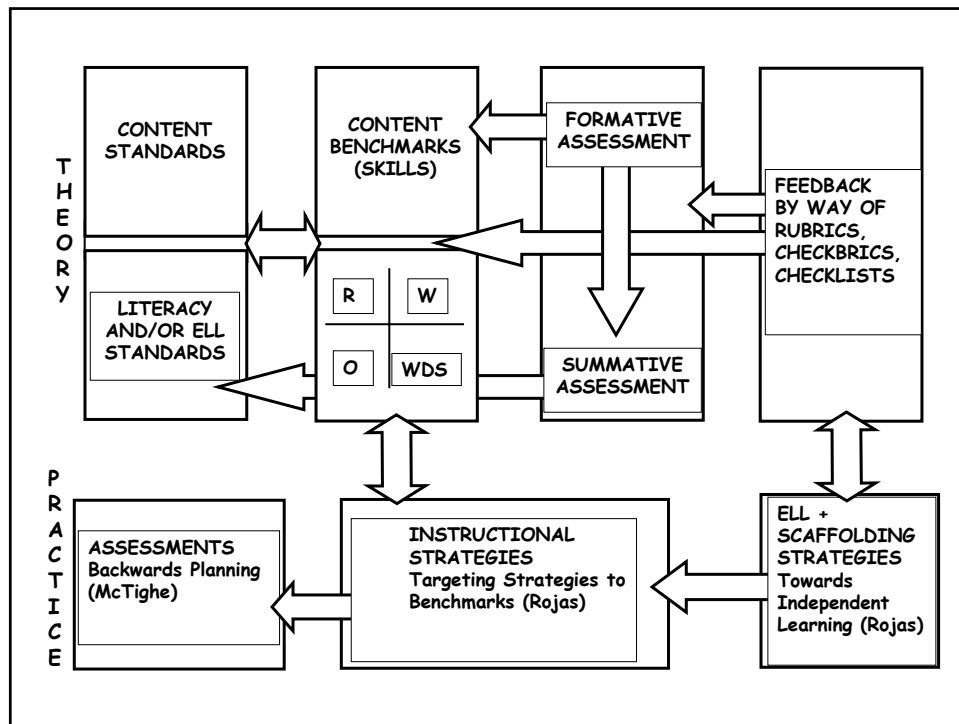 THEORY
CONTENT
STANDARDS
LITERACY
AND/OR ELL
STANDARDS
CONTENT
BENCHMARKS
(SKILLS)
R
W
O
WDS
FORMATIVE
ASSESSMENT
SUMMATIVE
ASSESSMENT
FEEDBACK
BY WAY OF
RUBRICS,
CHECKBRICS,
CHECKLISTS
PRACTICE
ASSESSMENTS
Backwards Planning
(McTighe)
INSTRUCTIONAL
STRATEGIES
Targeting Strategies to
Benchmarks (Rojas)
ELL +
SCAFFOLDING
STRATEGIES
Towards
Independent
Learning (Rojas)